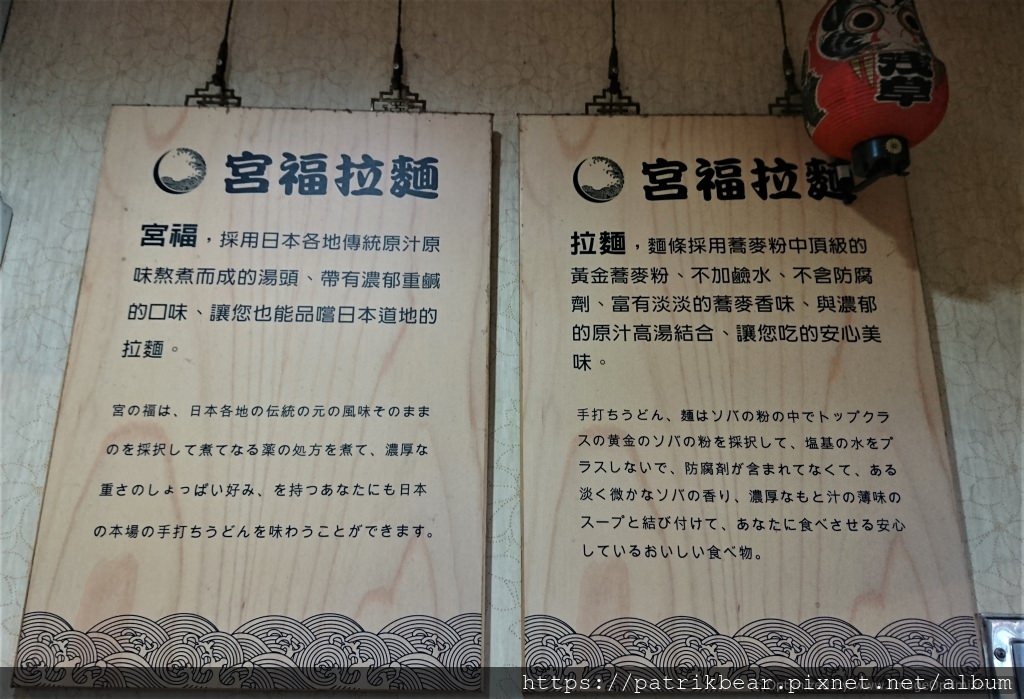 宮福拉麵
宮福，採用日本各地傳統原汁原
味熬煮而成的湯頭、帶有濃郁重鹹
的口味、讓您也能品嚐日本道地的
拉麵。
宮の福は、日本各地の伝統の元の風味そのまま
のを採択して煮てなる薬の処方を煮て、濃厚な
重さのしょっぱい好み、を持つあなたにも日本
の本場の手打ちうどんを味わうことができます。
宮福拉麵
拉麵，麵條採用蕎麥粉中頂級的
黃金蕎麥粉、不加鹼水、不含防腐
劑、富有淡淡的蕎麥香味、與濃郁
的原汁高湯結合、讓您吃的安心美
味。
手打ちうどん、麺はソバの粉の中でトップクラ
スの黄金のソバの粉を採択して、塩基の水をプ
ラスしないで、防腐剤が含まれてなくて、ある
淡く微かなソバの香り、濃厚なもと汁の薄味の
スープと結び付けて、あなたに食べさせる安心
しているおいしい食べ物。
浅草
https://patrikbear.pixnet.net/album